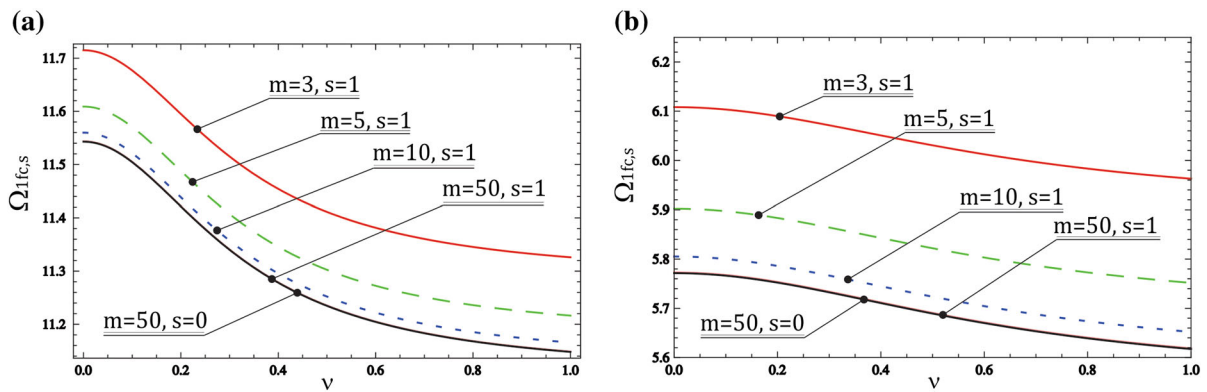 (a)
11.7
11.6
11.5
11.4
11.3
11.2
Ω1fc,s
m=3, s=1
m=5, s=1
m=10, s=1
m=50, s=1
m=50, s=0
0.0 0.2 0.4 0.6 0.8 1.0
ν
(b)
6.2
6.1
6.0
5.9
5.8
5.7
5.6
Ω1fc,s
m=3, s=1
m=5, s=1
m=10, s=1
m=50, s=1
m=50, s=0
0.0 0.2 0.4 0.6 0.8 1.0
ν